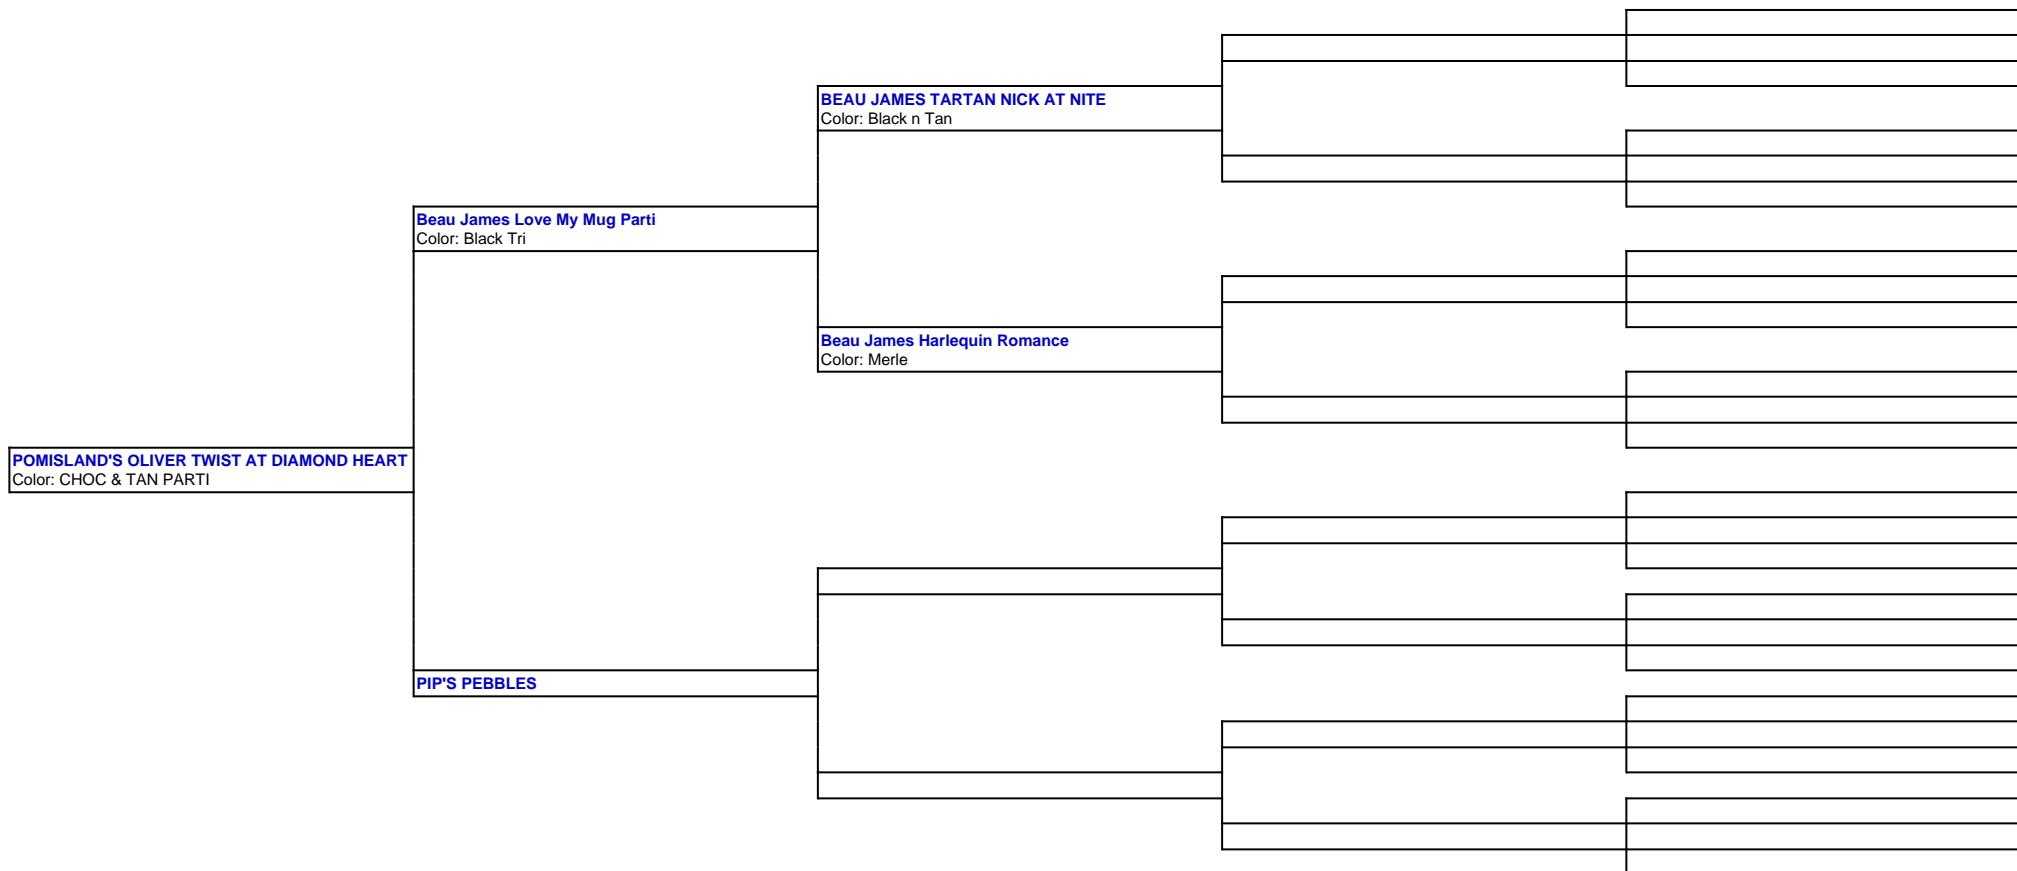 BEAU JAMES TARTAN NICK AT NITE
Color: Black n Tan
Beau James Love My Mug Parti
Color: Black Tri
Beau James Harlequin Romance
Color: Merle
POMISLAND'S OLIVER TWIST AT DIAMOND HEART
Color: CHOC & TAN PARTI
PIP'S PEBBLES